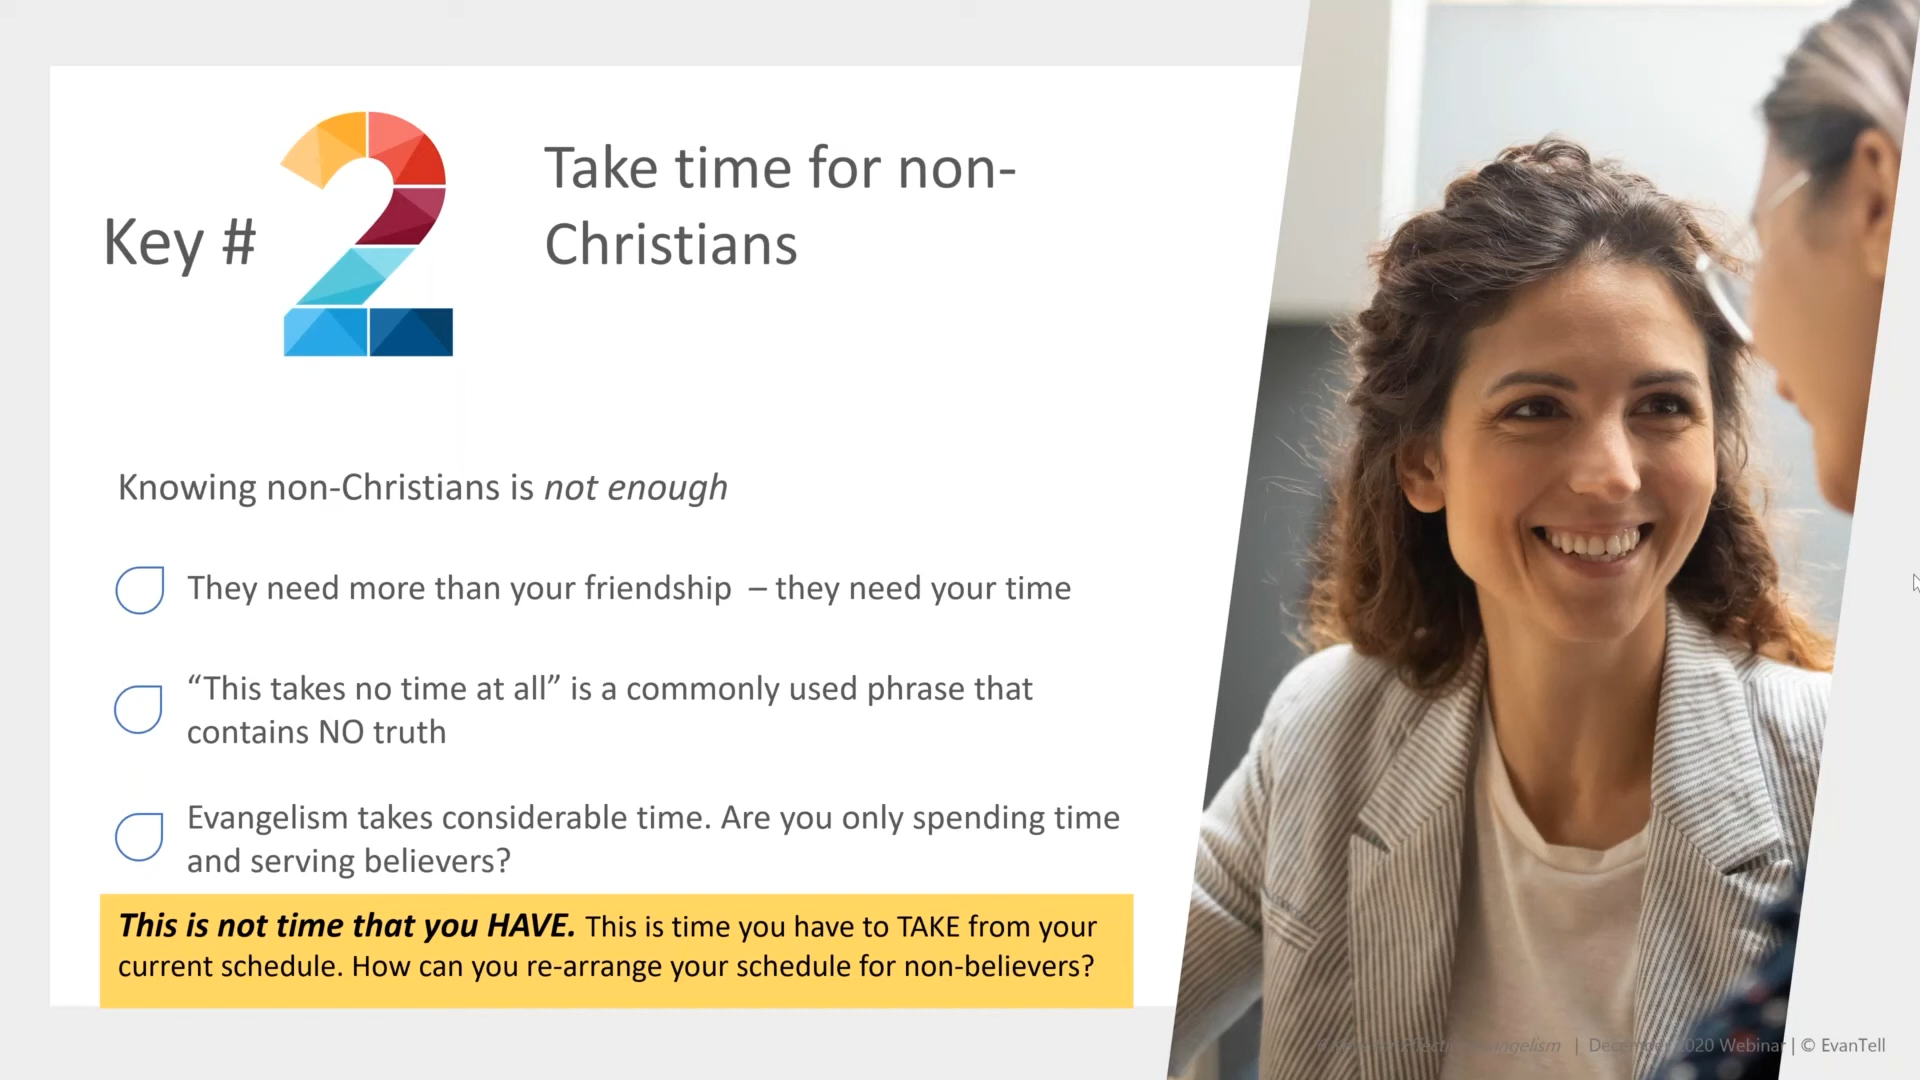 Key # 2
Take time for non-
Christians
Knowing non-Christians is not enough
They need more than your friendship – they need your time
“This takes no time at all” is a commonly used phrase that
contains NO truth
Evangelism takes considerable time. Are you only spending time
and serving believers?
This is not time that you HAVE. This is time you have to TAKE from your
current schedule. How can you re-arrange your schedule for non-believers?
Evangelism | December 2020 Webinar | © EvanTell